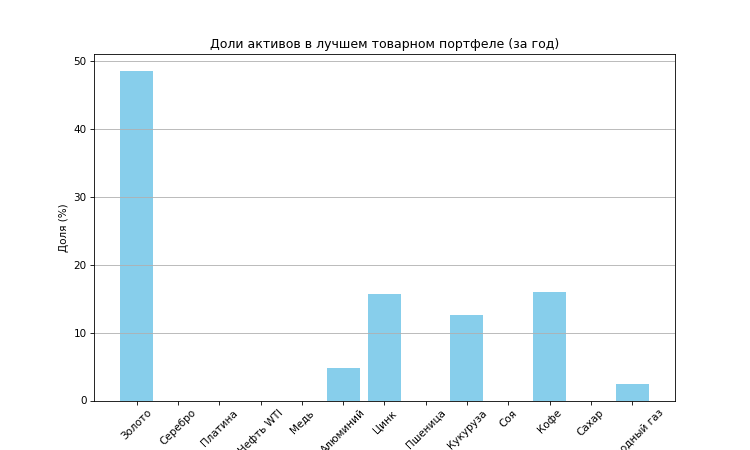 Доли активов в лучшем товарном портфеле (за год)
50
40
30
20
10
0
Доля (%)
Золото
Серебро
Платина
Нефть WTI
Медь
Алюминий
Цинк
Пшеница
Кукуруза
Соя
Кофе
Сахар
газ